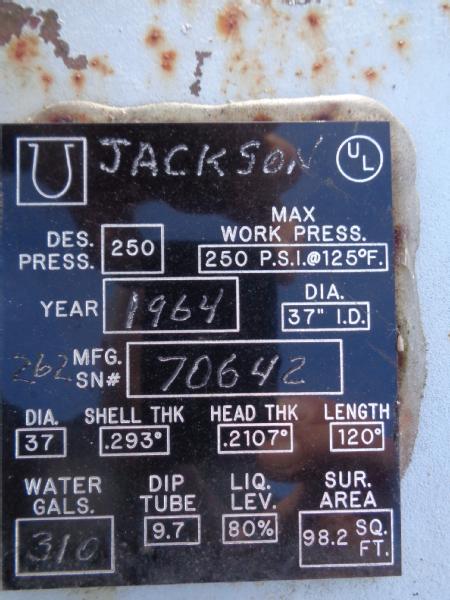 U JACKSON UL
DES. PRESS. 250
MAX WORK PRESS.
250 P.S.I.@125°F.
YEAR 1964
DIA.
37" I.D.
262 MFG. SN# 70642
DIA. SHELL THK HEAD THK LENGTH
37 .293° .2107° 120°
WATER GALS. DIP TUBE LIQ. LEV. SUR. AREA
310 9.7 80% 98.2 SQ. FT.